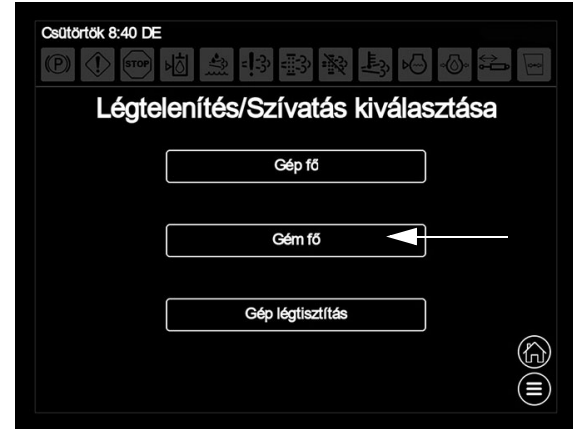 Csütörtök 8:40 DE
STOP
Légtelenítés/Szívatás kiválasztása
Gép fő
Gém fő
Gép légtisztítás